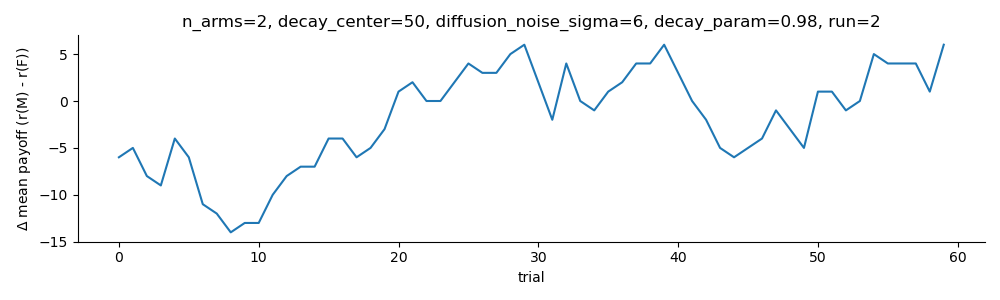 n_arms=2, decay_center=50, diffusion_noise_sigma=6, decay_param=0.98, run=2
Δ mean payoff (r(M) - r(F))
5
0
−5
−10
−15
0 10 20 30 40 50 60
trial